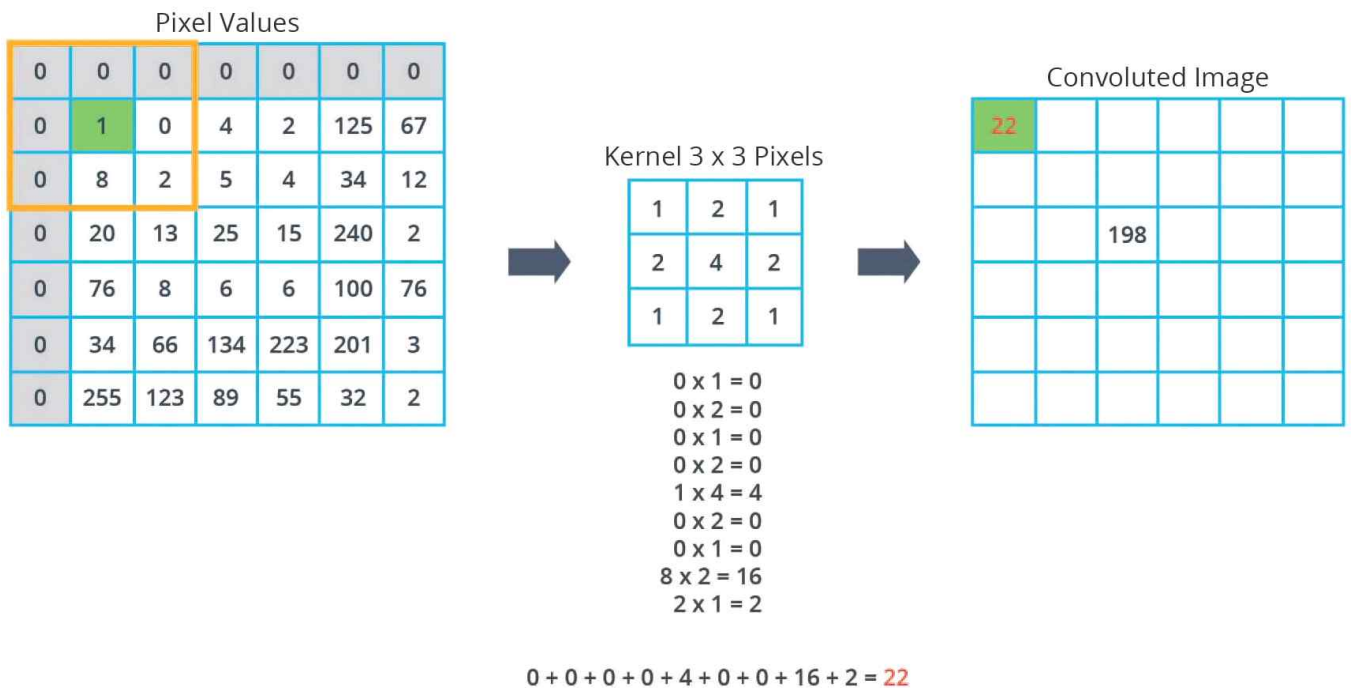 Pixel Values
0 0 0 0 0 0 0
0 1 0 4 2 125 67
0 8 2 5 4 34 12
0 20 13 25 15 240 2
0 76 8 6 6 100 76
0 34 66 134 223 201 3
0 255 123 89 55 32 2
Kernel 3 x 3 Pixels
1 2 1
2 4 2
1 2 1
0 x 1 = 0
0 x 2 = 0
0 x 1 = 0
0 x 2 = 0
1 x 4 = 4
0 x 2 = 0
0 x 1 = 0
8 x 2 = 16
2 x 1 = 2
0 + 0 + 0 + 0 + 4 + 0 + 0 + 16 + 2 = 22
Convoluted Image
22
198